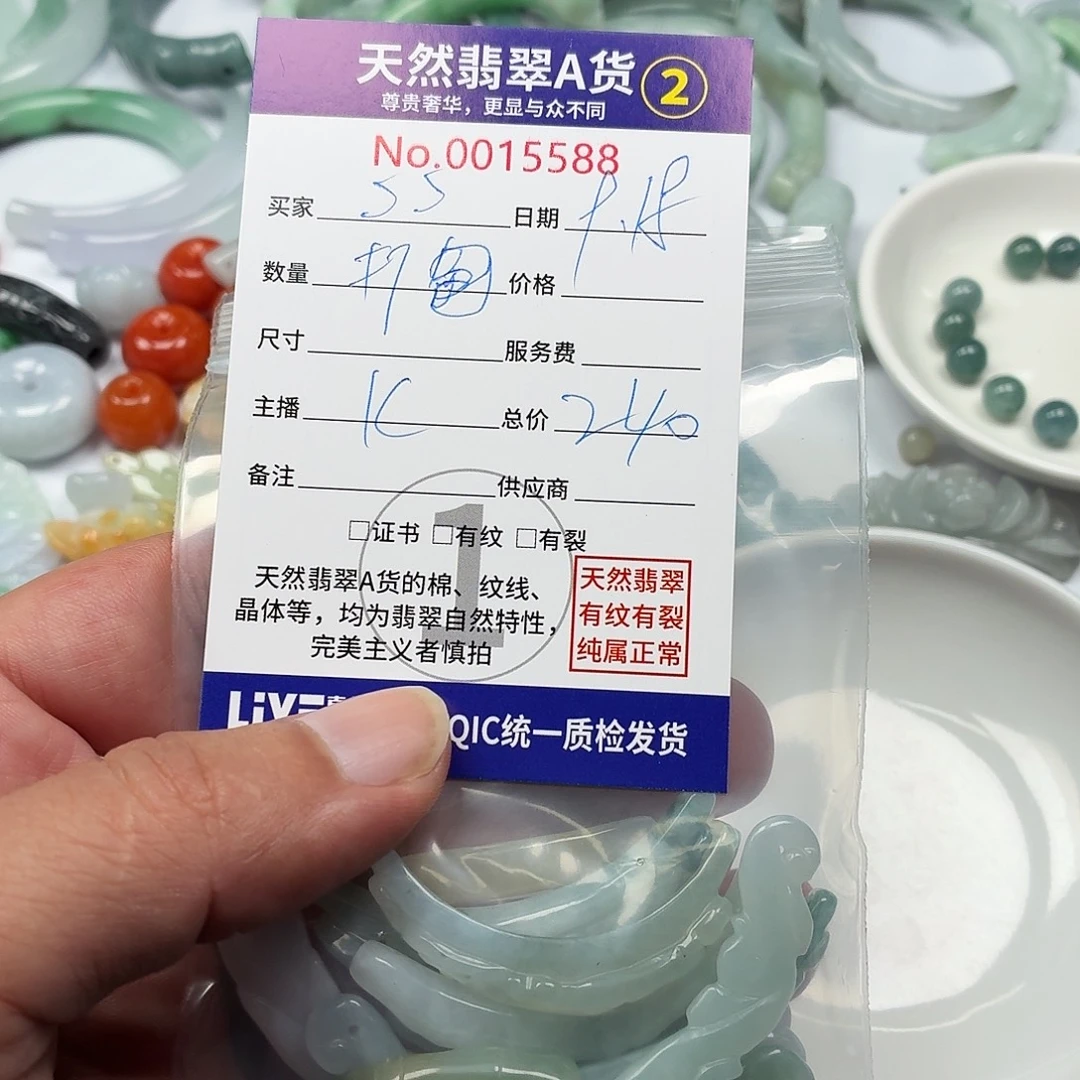 天然翡翠A货 2
尊贵奢华，更显与众不同
No.0015588
买家 SS 日期 9.18
数量 价格
尺寸 服务费
主播 K 总价 240
备注 供应商
1
□证书 □有纹 □有裂
天然翡翠A货的棉、纹线、
晶体等，均为翡翠自然特性，
完美主义者慎拍
天然翡翠
有纹有裂
纯属正常
LiVE QIC统一质检发货